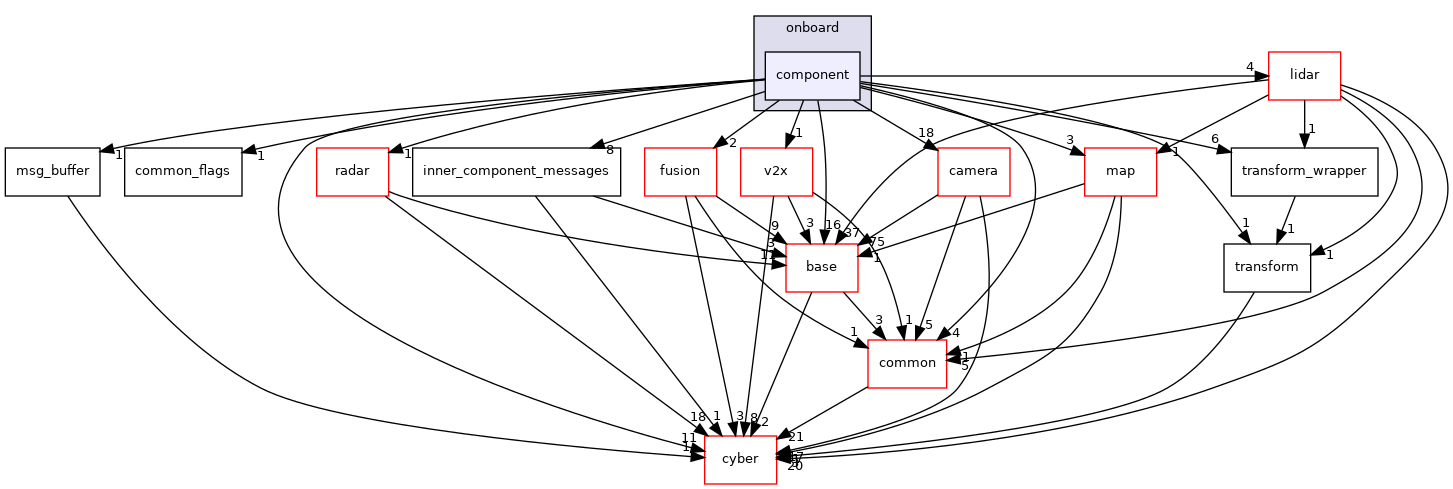 onboard
component
4
lidar
18
1
2
3
6
1
1
1
1
8
1
msg_buffer
common_flags
radar
inner_component_messages
fusion
v2x
camera
map
transform_wrapper
9
3
16
37
75
3
1
1
1
1
base
transform
1
3
1
5
4
1
5
common
18
1
3
8
2
21
11
1
20
cyber